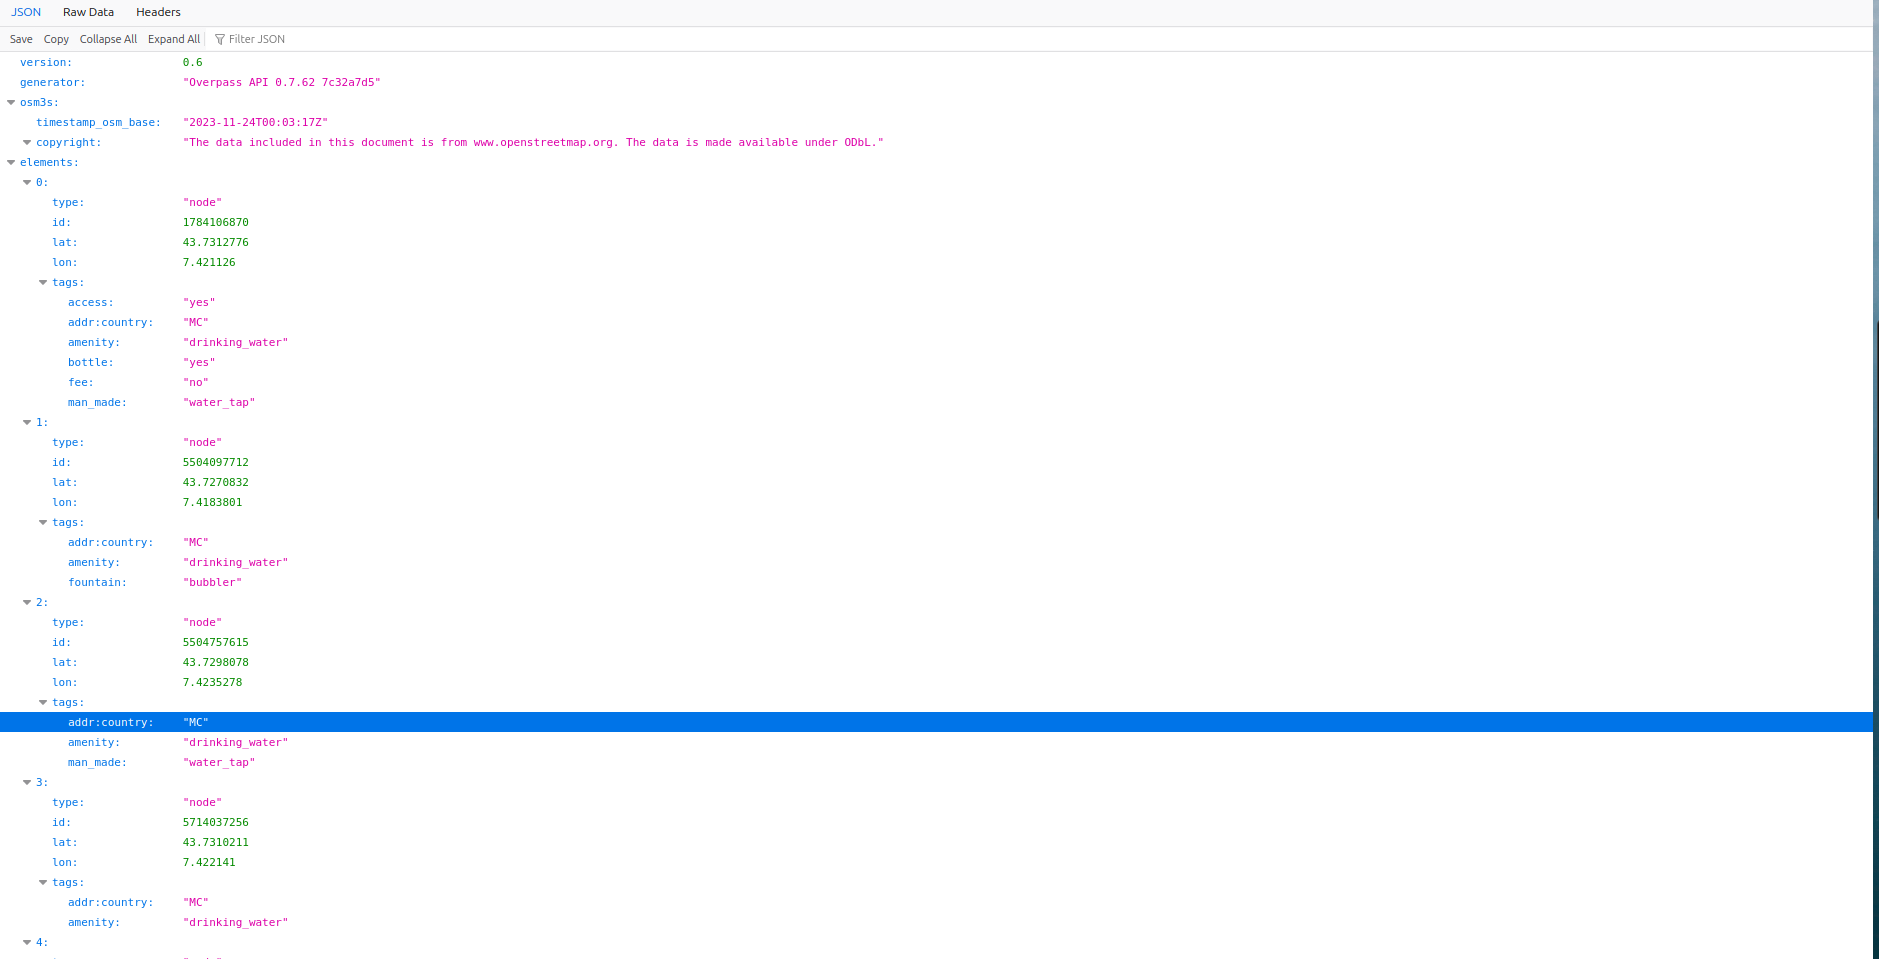 JSON Raw Data Headers
Save Copy Collapse All Expand All Filter JSON
version: 0.6
generator: "Overpass API 0.7.62 7c32a7d5"
osm3s:
timestamp_osm_base: "2023-11-24T00:03:17Z"
copyright: "The data included in this document is from www.openstreetmap.org. The data is made available under ODbL."
elements:
0:
type: "node"
id: 1784106870
lat: 43.7312776
lon: 7.421126
tags:
access: "yes"
addr:country: "MC"
amenity: "drinking_water"
bottle: "yes"
fee: "no"
man_made: "water_tap"
1:
type: "node"
id: 5504097712
lat: 43.7270832
lon: 7.4183801
tags:
addr:country: "MC"
amenity: "drinking_water"
fountain: "bubbler"
2:
type: "node"
id: 5504757615
lat: 43.7298078
lon: 7.4235278
tags:
addr:country: "MC"
amenity: "drinking_water"
man_made: "water_tap"
3:
type: "node"
id: 5714037256
lat: 43.7310211
lon: 7.422141
tags:
addr:country: "MC"
amenity: "drinking_water"
4: